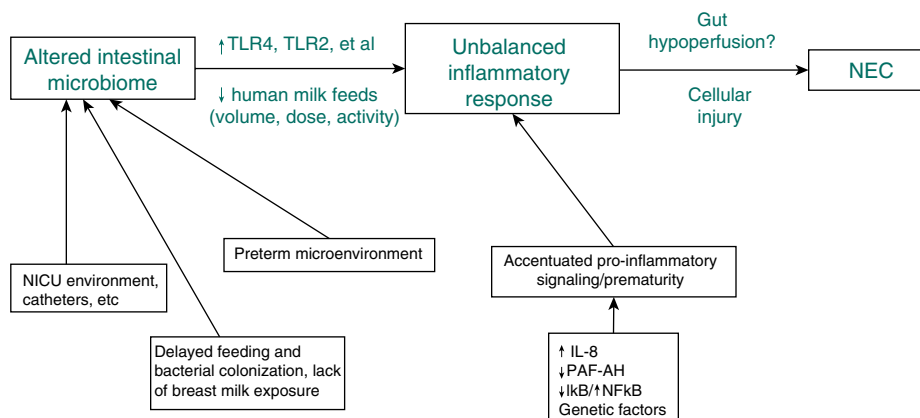 Altered intestinal
microbiome
↑ TLR4, TLR2, et al
↓ human milk feeds
(volume, dose, activity)
Unbalanced
inflammatory
response
Gut
hypoperfusion?
Cellular
injury
NEC
NICU environment,
catheters, etc
Delayed feeding and
bacterial colonization, lack
of breast milk exposure
Preterm microenvironment
Accentuated pro-inflammatory
signaling/prematurity
↑ IL-8
↓PAF-AH
↓IkB/↑NFkB
Genetic factors